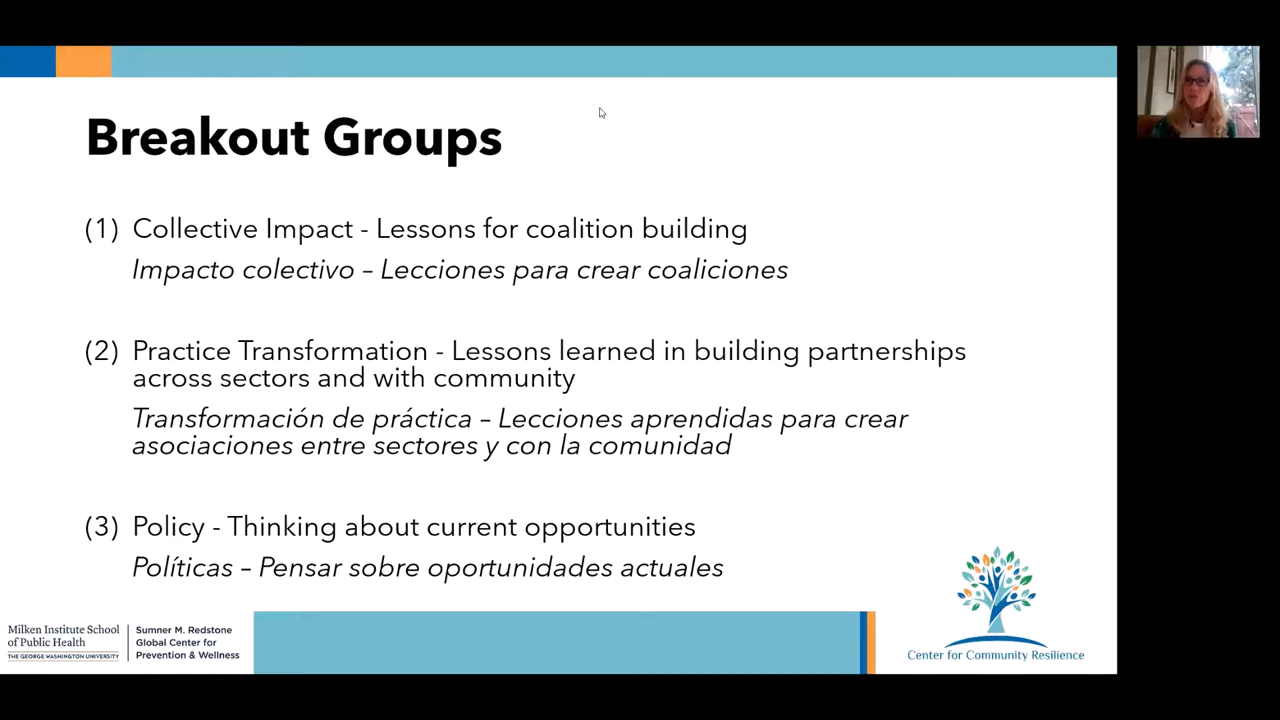 Breakout Groups
(1) Collective Impact - Lessons for coalition building
Impacto colectivo – Lecciones para crear coaliciones
(2) Practice Transformation - Lessons learned in building partnerships
across sectors and with community
Transformación de práctica – Lecciones aprendidas para crear
asociaciones entre sectores y con la comunidad
(3) Policy - Thinking about current opportunities
Políticas – Pensar sobre oportunidades actuales
Milken Institute School
of Public Health
THE GEORGE WASHINGTON UNIVERSITY
Sumner M. Redstone
Global Center for
Prevention & Wellness
Center for Community Resilience